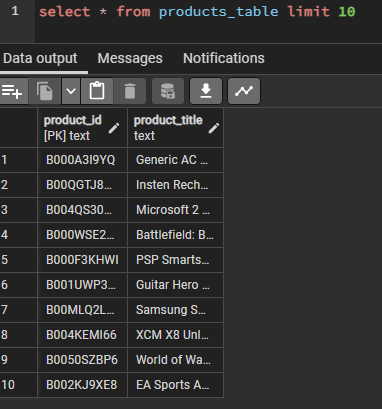 1 select * from products_table limit 10
Data output Messages Notifications
product_id product_title
[PK] text text
1 B000A3I9YQ Generic AC ...
2 B00QGTJ8... Insten Rech...
3 B004QS30... Microsoft 2 ...
4 B000WSE2... Battlefield: B...
5 B000F3KHWI PSP Smarts...
6 B001UWP3... Guitar Hero ...
7 B00MLQ2L... Samsung S...
8 B004KEMI66 XCM X8 Unl...
9 B0050SZBP6 World of Wa...
10 B002KJ9XE8 EA Sports A...